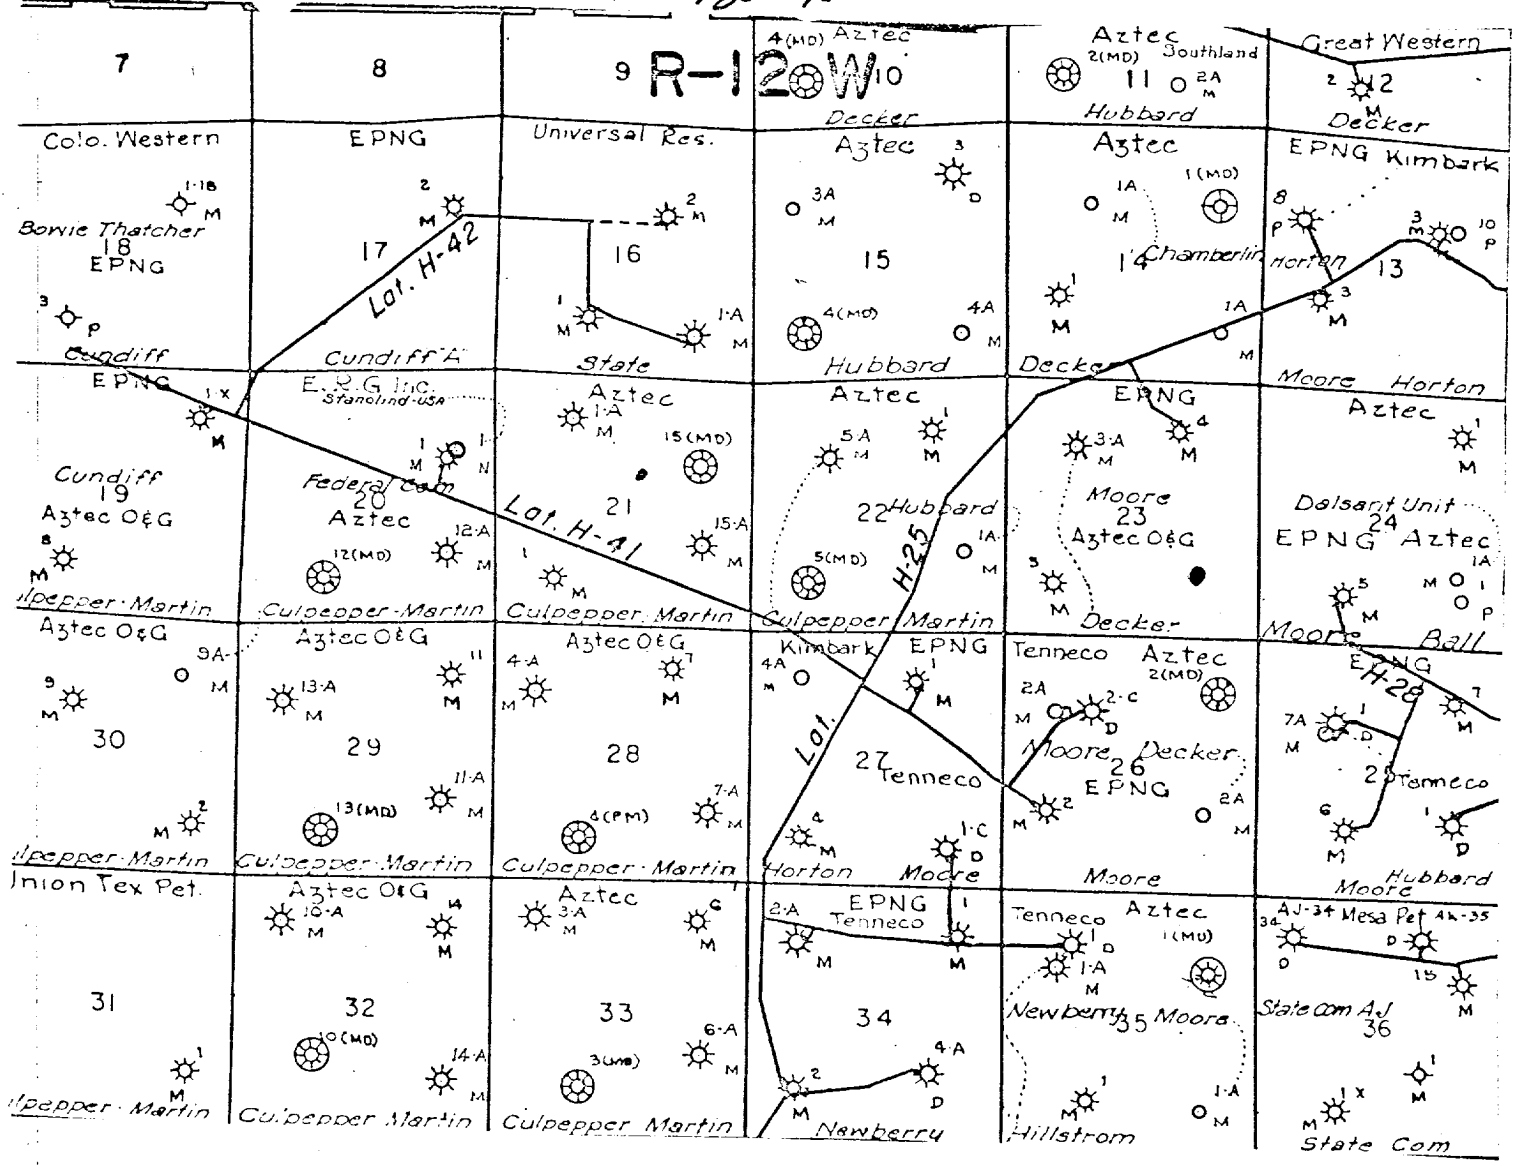 R-12W
7
8
9
4(MD) Aztec
10
Decker
Aztec
2(MD) Southland
11 2A
M
Hubbard
Great Western
2 12
M
Decker
Colo. Western
1-1B
M
Bowie Thatcher
18
EPNG
3
P
Cundiff
EPNG
2
M
17
Lat. H-42
Cundiff "A"
Universal Res.
2
M
16
1
M
1-A
M
State
Aztec
3
D
3A
M
15
4(MD)
4A
M
Hubbard
Aztec
1A
M
1(MD)
14 Chamberlin
1
M
1A
M
Decker
EPNG Kimbark
8
P
3
M
10
P
Horton 13
3
M
Moore Horton
EPNG
1-X
M
Cundiff
19
Aztec O&G
8
M
lpepper-Martin
E.R.G Inc.
Stanolind-USA
1
M
1
N
Federal Com
20
Aztec
12(MD)
12-A
M
Culpepper-Martin
Aztec
1-A
M
15(MD)
21
Lat. H-41
15-A
M
1
M
Culpepper Martin
Aztec
1
M
5-A
M
22 Hubbard
H-25
1A
M
5(MD)
Culpepper Martin
EPNG
4
M
3-A
M
Moore
23
Aztec O&G
5
M
Decker
Aztec
1
M
Dalsant Unit
24
EPNG Aztec
1A
M
1
P
5
M
Moore Ball
Aztec O&G
9A
M
9
M
30
2
M
lpepper-Martin
Aztec O&G
11
M
13-A
M
29
11-A
M
13(MD)
Culpepper-Martin
Aztec O&G
4-A
M
7
M
28
7-A
M
4(PM)
Culpepper-Martin
Kimbark EPNG
4A
M
1
M
Lat.
27
Tenneco
4
M
1-C
D
Horton Moore
Tenneco Aztec
2(MD)
2A
M
2-C
D
Moore Decker
26
EPNG
2
M
2A
M
Moore
EPNG
H-28
7
M
7A
M
1
D
25 Tenneco
6
M
1
D
Hubbard
Moore
Union Tex Pet.
31
1
M
lpepper-Martin
Aztec O&G
10-A
M
14
M
32
10(MD)
14-A
M
Culpepper Martin
Aztec
3-A
M
6
M
33
6-A
M
Culpepper Martin
EPNG
Tenneco
2-A
M
1
M
34
2
M
4-A
D
Newberry
Tenneco Aztec
1(MD)
1
D
1-A
M
Newberry 35 Moore
1
M
1-A
M
Hillstrom
AJ-34 Mesa Pet AK-35
34
D
D
15
M
State Com AJ
36
1
M
1 X
M
State Com